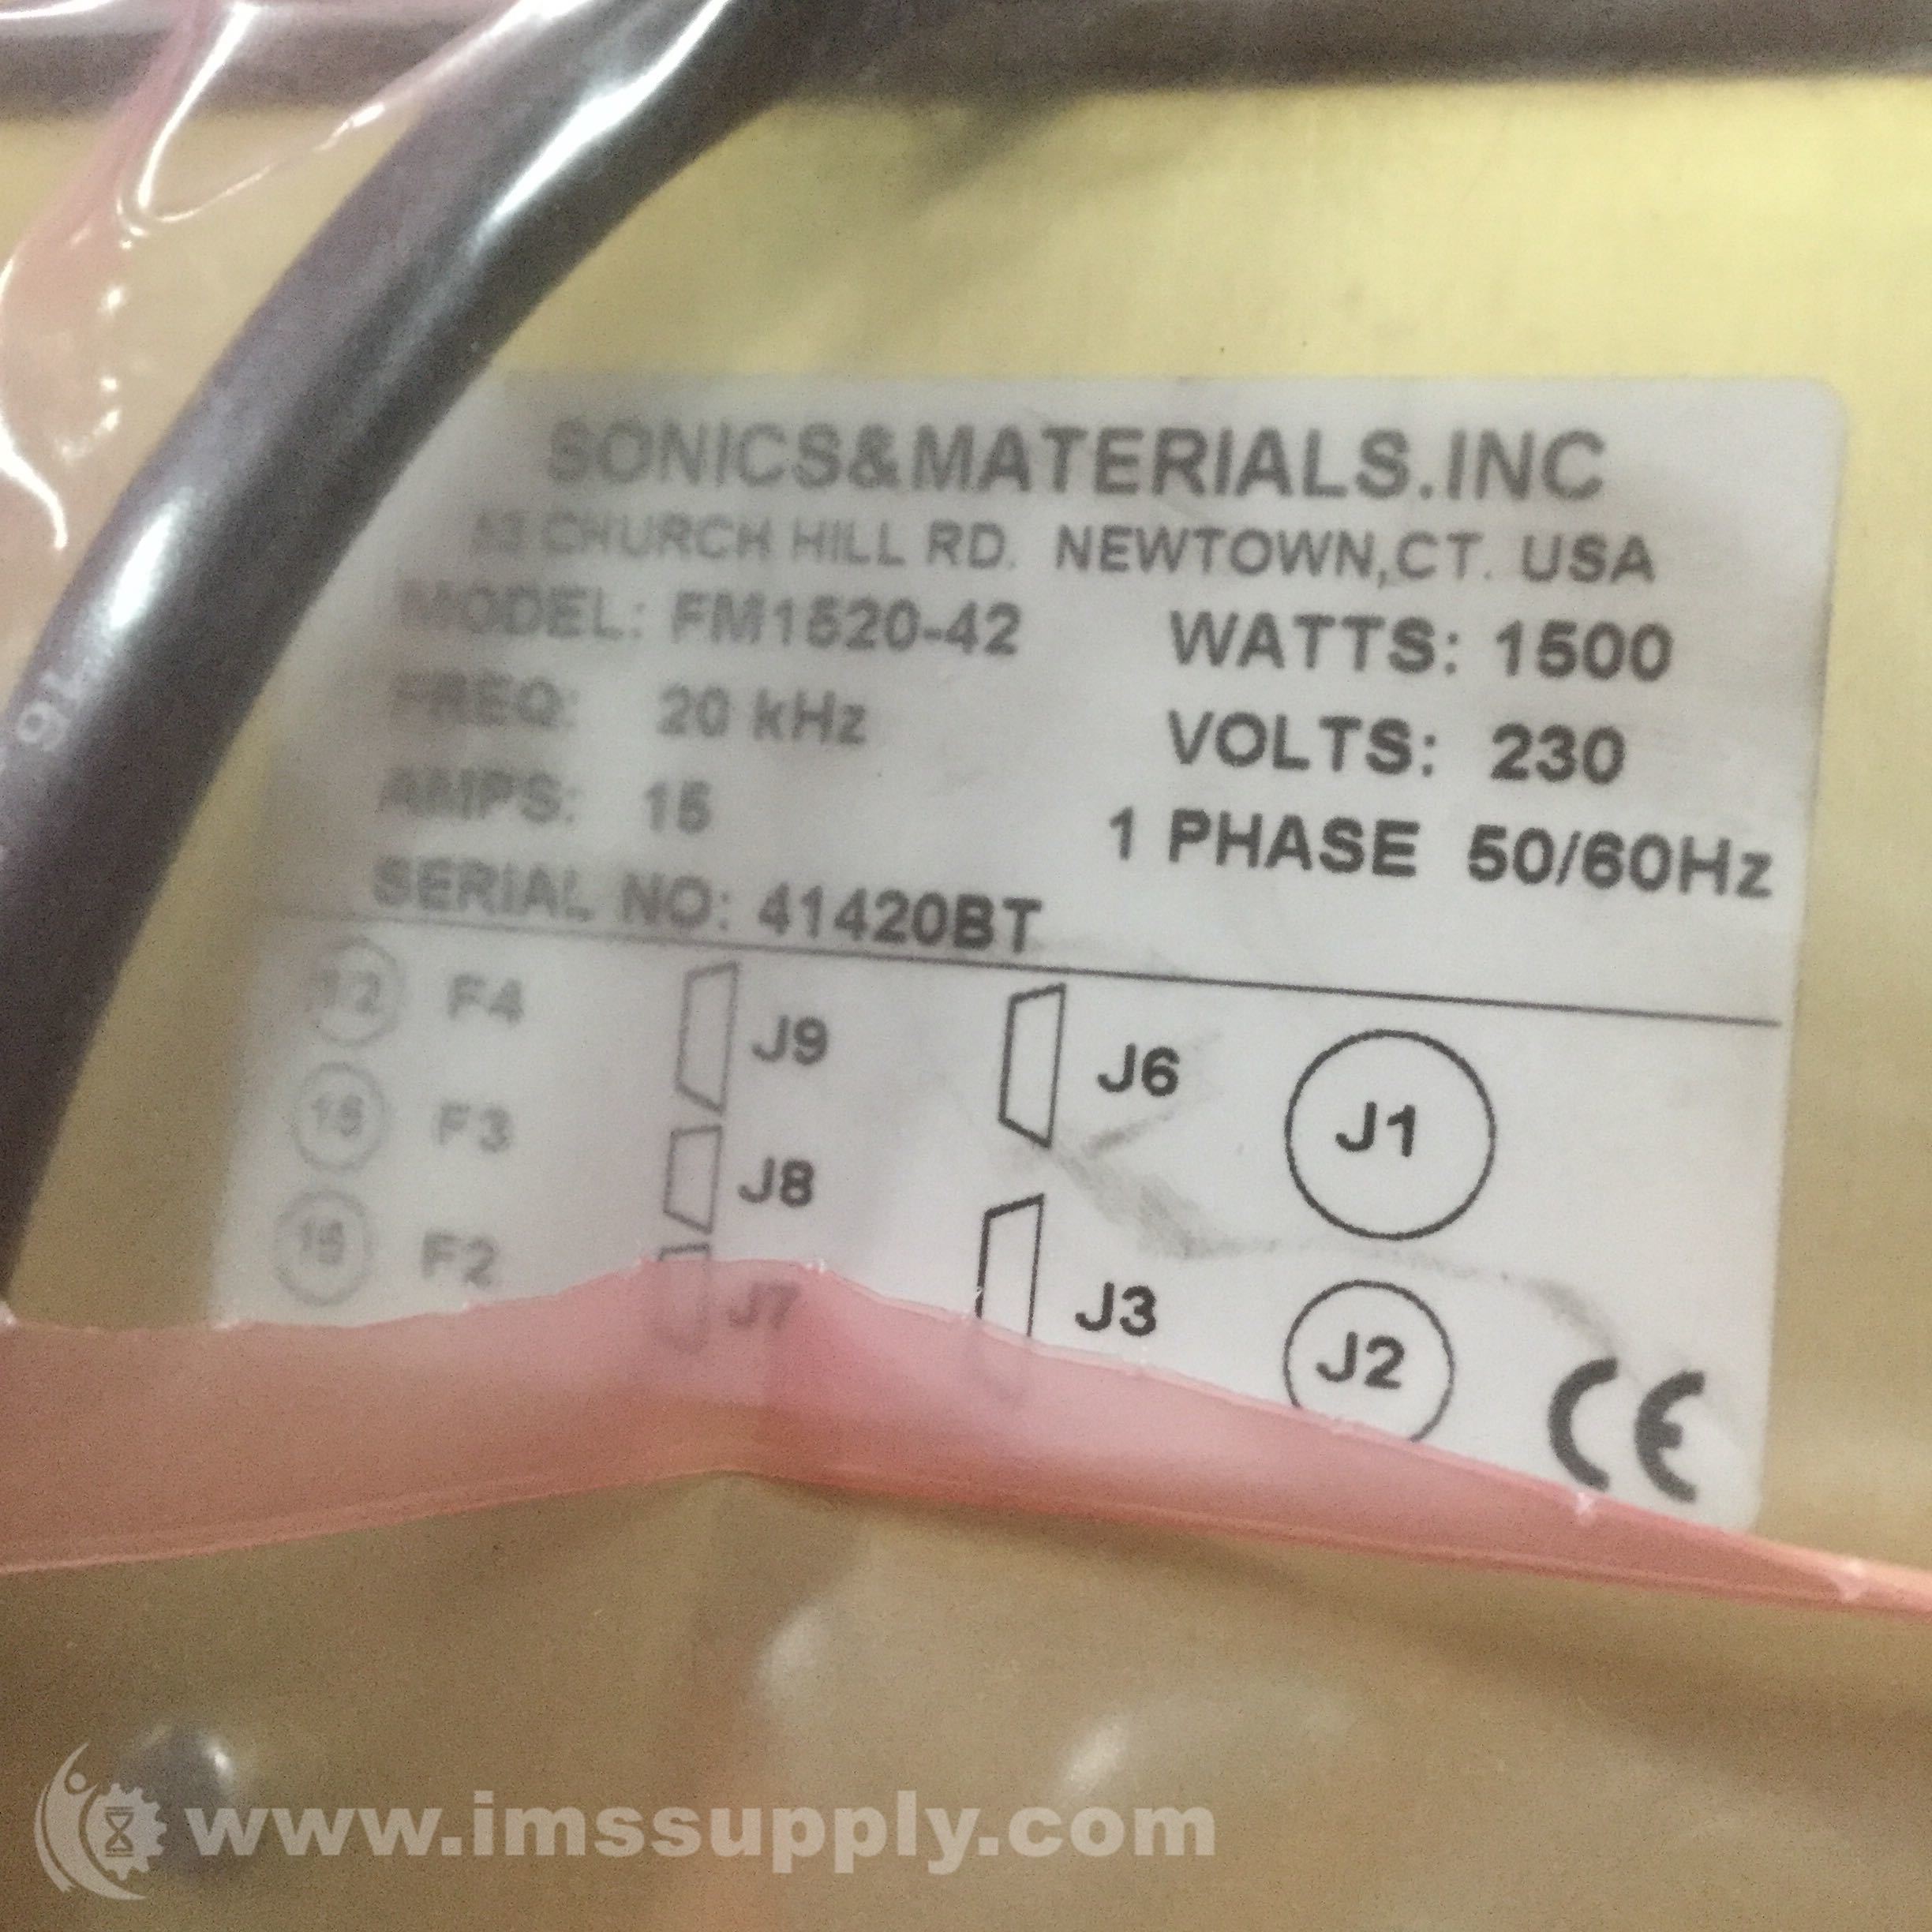 SONICS&MATERIALS.INC
53 CHURCH HILL RD. NEWTOWN,CT. USA
MODEL: FM1520-42 WATTS: 1500
FREQ: 20 kHz VOLTS: 230
AMPS: 15 1 PHASE 50/60Hz
SERIAL NO: 41420BT
12 F4 J9 J6 J1
15 F3 J8
15 F2 J7 J3 J2 CE
www.imssupply.com